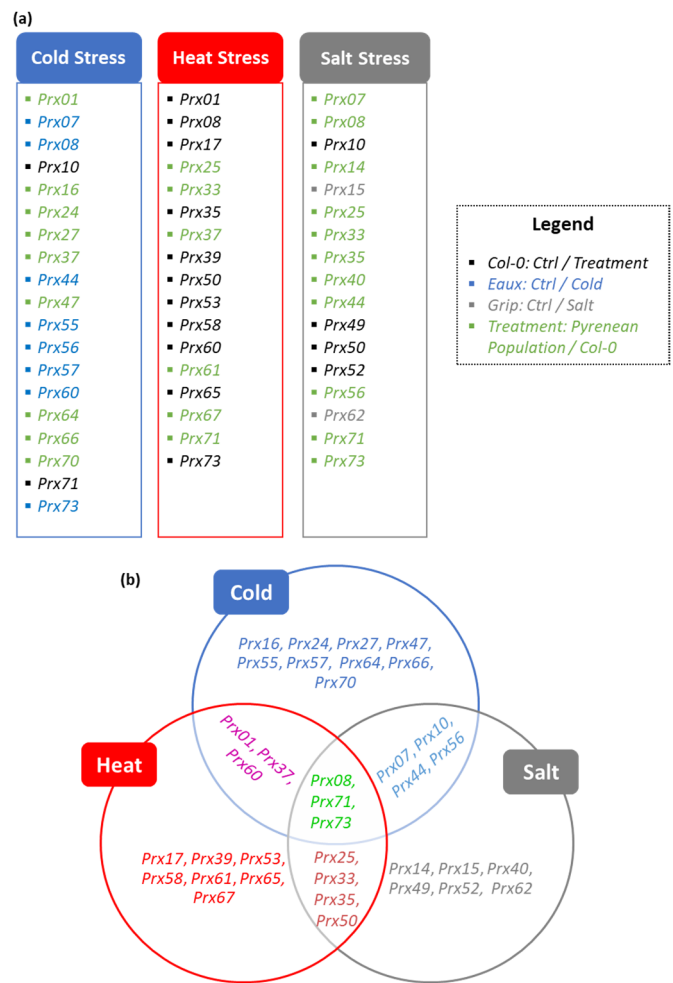 (a)
Cold Stress
Prx01
Prx07
Prx08
Prx10
Prx16
Prx24
Prx27
Prx37
Prx44
Prx47
Prx55
Prx56
Prx57
Prx60
Prx64
Prx66
Prx70
Prx71
Prx73
Heat Stress
Prx01
Prx08
Prx17
Prx25
Prx33
Prx35
Prx37
Prx39
Prx50
Prx53
Prx58
Prx60
Prx61
Prx65
Prx67
Prx71
Prx73
Salt Stress
Prx07
Prx08
Prx10
Prx14
Prx15
Prx25
Prx33
Prx35
Prx40
Prx44
Prx49
Prx50
Prx52
Prx56
Prx62
Prx71
Prx73
Legend
Col-0: Ctrl / Treatment
Eaux: Ctrl / Cold
Grip: Ctrl / Salt
Treatment: Pyrenean
Population / Col-0
(b)
Cold
Prx16, Prx24, Prx27, Prx47,
Prx55, Prx57, Prx64, Prx66,
Prx70
Prx01, Prx37,
Prx60
Prx07, Prx10,
Prx44, Prx56
Heat
Salt
Prx08,
Prx71,
Prx73
Prx17, Prx39, Prx53,
Prx58, Prx61, Prx65,
Prx67
Prx25,
Prx33,
Prx35,
Prx50
Prx14, Prx15, Prx40,
Prx49, Prx52, Prx62